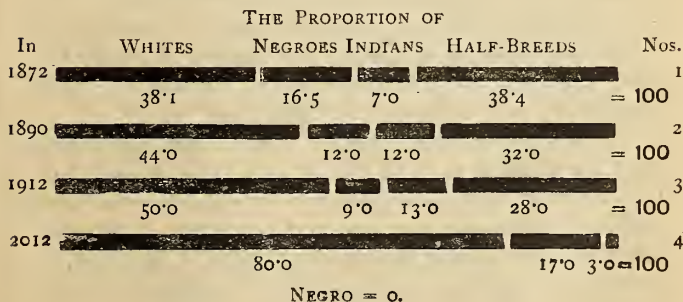 THE PROPORTION OF
In WHITES NEGROES INDIANS HALF-BREEDS Nos.
1872 1
38·1 16·5 7·0 38·4 = 100
1890 2
44·0 12·0 12·0 32·0 = 100
1912 3
50·0 9·0 13·0 28·0 = 100
2012 4
80·0 17·0 3·0=100
NEGRO = 0.